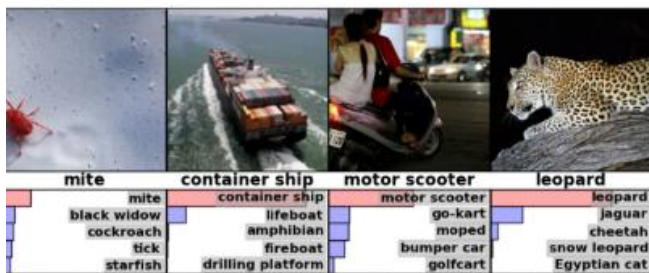 mite
container ship
motor scooter
leopard
mite
black widow
cockroach
tick
starfish
container ship
lifeboat
amphibian
fireboat
drilling platform
motor scooter
go-kart
moped
bumper car
golfcart
leopard
jaguar
cheetah
snow leopard
Egyptian cat